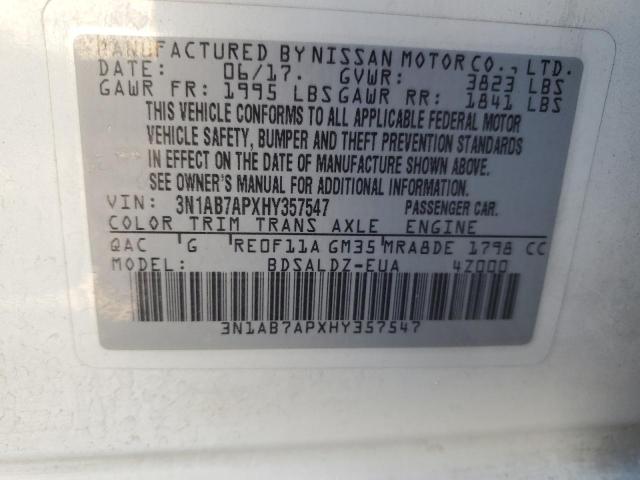 MANUFACTURED BY NISSAN MOTOR CO., LTD.
DATE: 06/17. GVWR: 3823 LBS
GAWR FR: 1995 LBS GAWR RR: 1841 LBS
THIS VEHICLE CONFORMS TO ALL APPLICABLE FEDERAL MOTOR
VEHICLE SAFETY, BUMPER AND THEFT PREVENTION STANDARDS
IN EFFECT ON THE DATE OF MANUFACTURE SHOWN ABOVE.
SEE OWNER'S MANUAL FOR ADDITIONAL INFORMATION.
VIN: 3N1AB7APXHY357547 PASSENGER CAR.
COLOR TRIM TRANS AXLE ENGINE
QAC G RE0F11A GM35 MRA8DE 1798 CC
MODEL: BDSALDZ-EUA 4Z000
3N1AB7APXHY357547